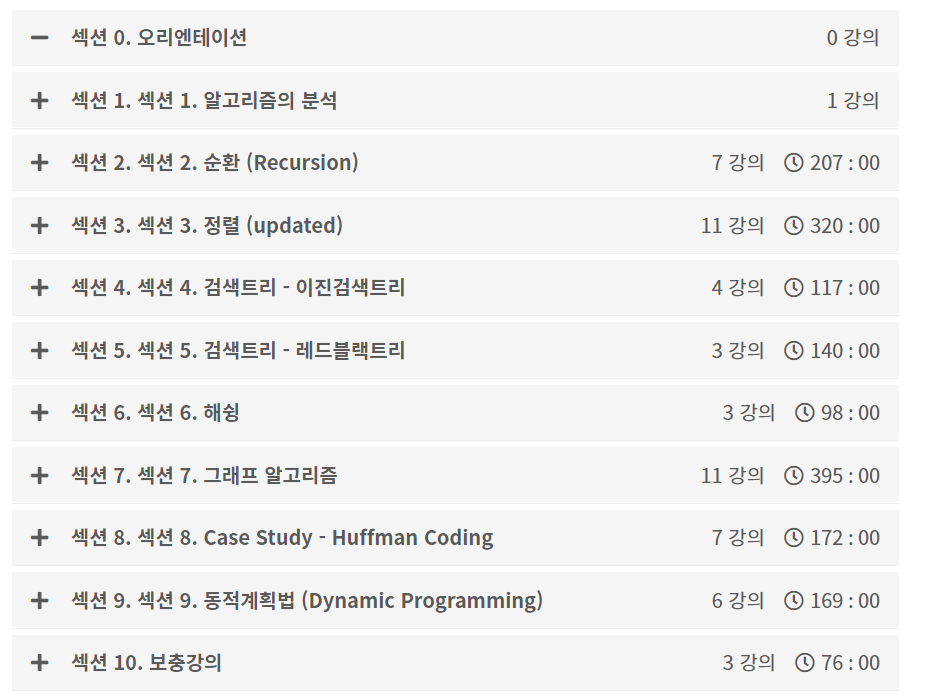 섹션 0. 오리엔테이션 0 강의
섹션 1. 섹션 1. 알고리즘의 분석 1 강의
섹션 2. 섹션 2. 순환 (Recursion) 7 강의 207 : 00
섹션 3. 섹션 3. 정렬 (updated) 11 강의 320 : 00
섹션 4. 섹션 4. 검색트리 - 이진검색트리 4 강의 117 : 00
섹션 5. 섹션 5. 검색트리 - 레드블랙트리 3 강의 140 : 00
섹션 6. 섹션 6. 해슁 3 강의 98 : 00
섹션 7. 섹션 7. 그래프 알고리즘 11 강의 395 : 00
섹션 8. 섹션 8. Case Study - Huffman Coding 7 강의 172 : 00
섹션 9. 섹션 9. 동적계획법 (Dynamic Programming) 6 강의 169 : 00
섹션 10. 보충강의 3 강의 76 : 00